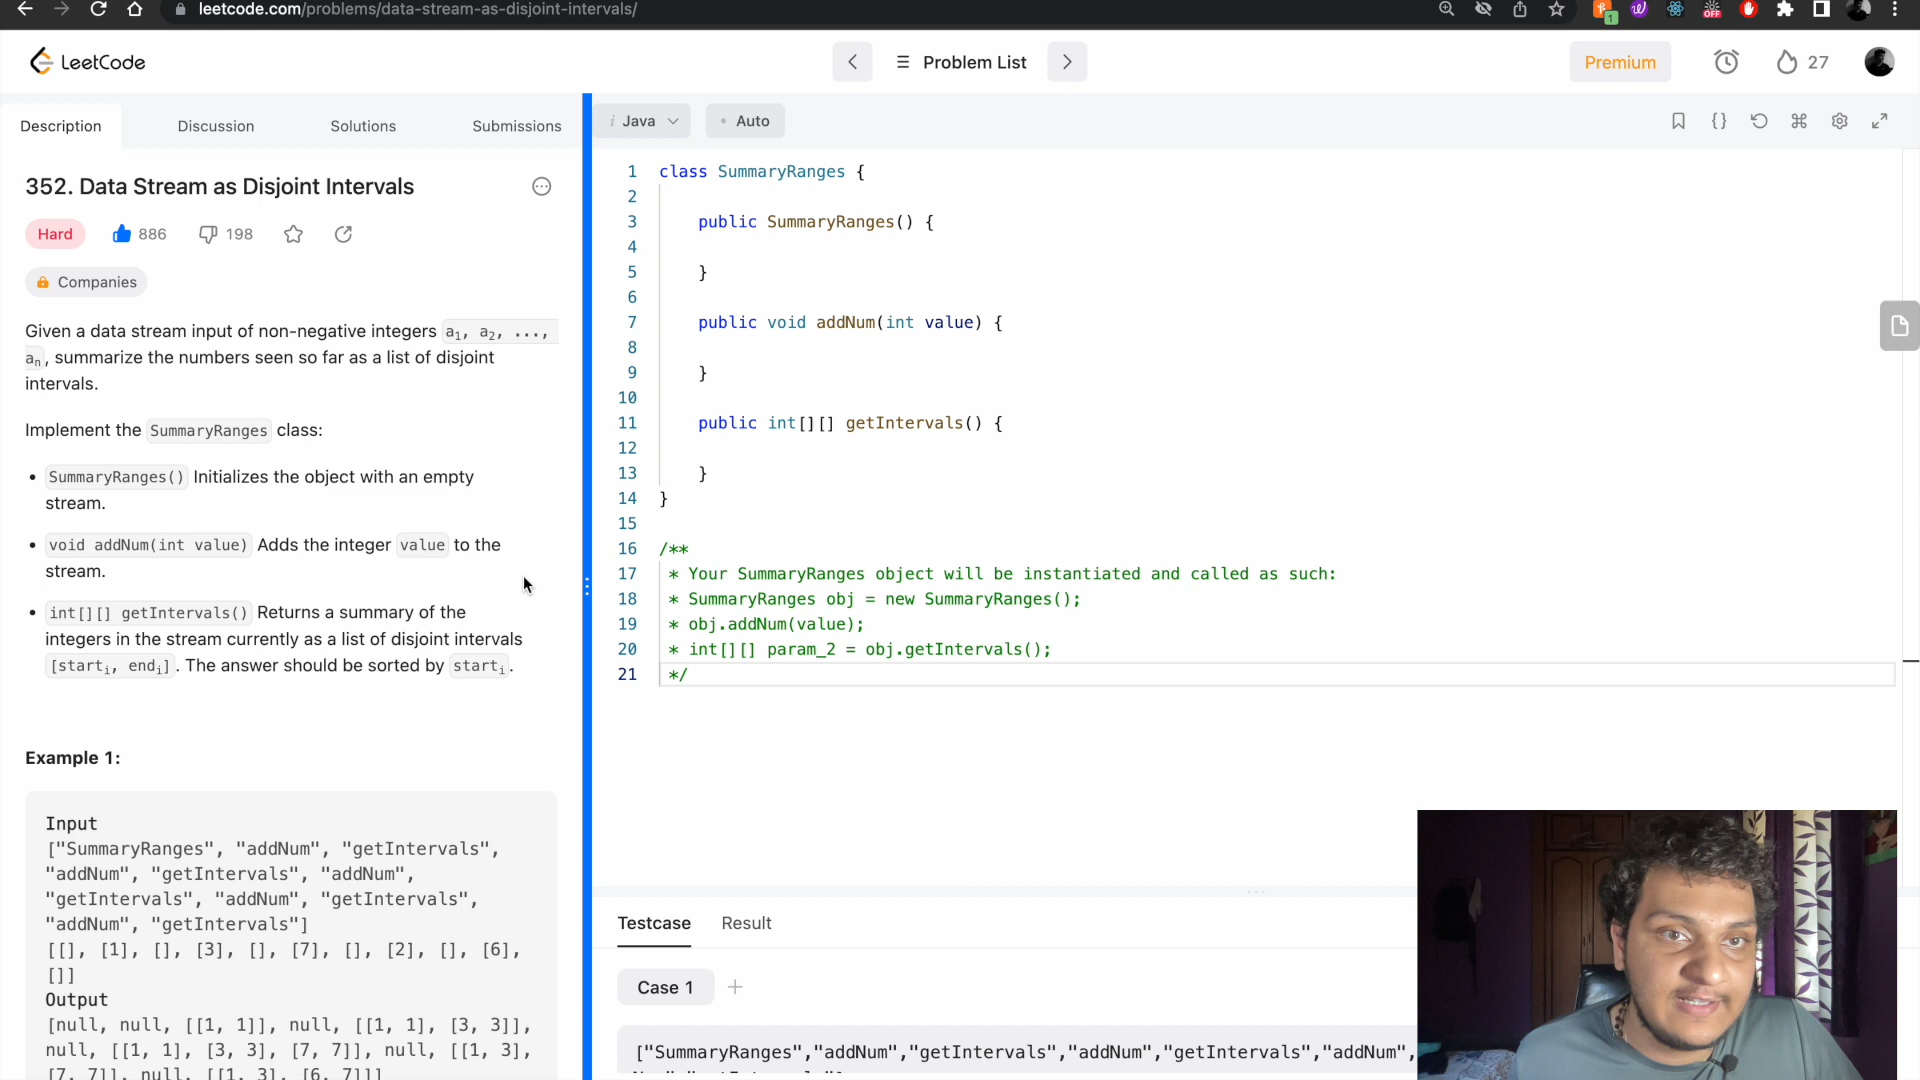 leetcode.com/problems/data-stream-as-disjoint-intervals/
1
OFF
LeetCode
Problem List
Premium
27
Description
Discussion
Solutions
Submissions
i Java
Auto
352. Data Stream as Disjoint Intervals
Hard
886
198
Companies
Given a data stream input of non-negative integers a₁, a₂, ...,
aₙ, summarize the numbers seen so far as a list of disjoint
intervals.
Implement the SummaryRanges class:
• SummaryRanges() Initializes the object with an empty
stream.
• void addNum(int value) Adds the integer value to the
stream.
• int[][] getIntervals() Returns a summary of the
integers in the stream currently as a list of disjoint intervals
[startᵢ, endᵢ]. The answer should be sorted by startᵢ.
Example 1:
Input
["SummaryRanges", "addNum", "getIntervals",
"addNum", "getIntervals", "addNum",
"getIntervals", "addNum", "getIntervals",
"addNum", "getIntervals"]
[[], [1], [], [3], [], [7], [], [2], [], [6],
[]]
Output
[null, null, [[1, 1]], null, [[1, 1], [3, 3]],
null, [[1, 1], [3, 3], [7, 7]], null, [[1, 3],
[7, 7]], null, [[1, 3], [6, 7]]]
1 class SummaryRanges {
2
3 public SummaryRanges() {
4
5 }
6
7 public void addNum(int value) {
8
9 }
10
11 public int[][] getIntervals() {
12
13 }
14 }
15
16 /**
17 * Your SummaryRanges object will be instantiated and called as such:
18 * SummaryRanges obj = new SummaryRanges();
19 * obj.addNum(value);
20 * int[][] param_2 = obj.getIntervals();
21 */
Testcase
Result
Case 1
+
["SummaryRanges","addNum","getIntervals","addNum","getIntervals","addNum",